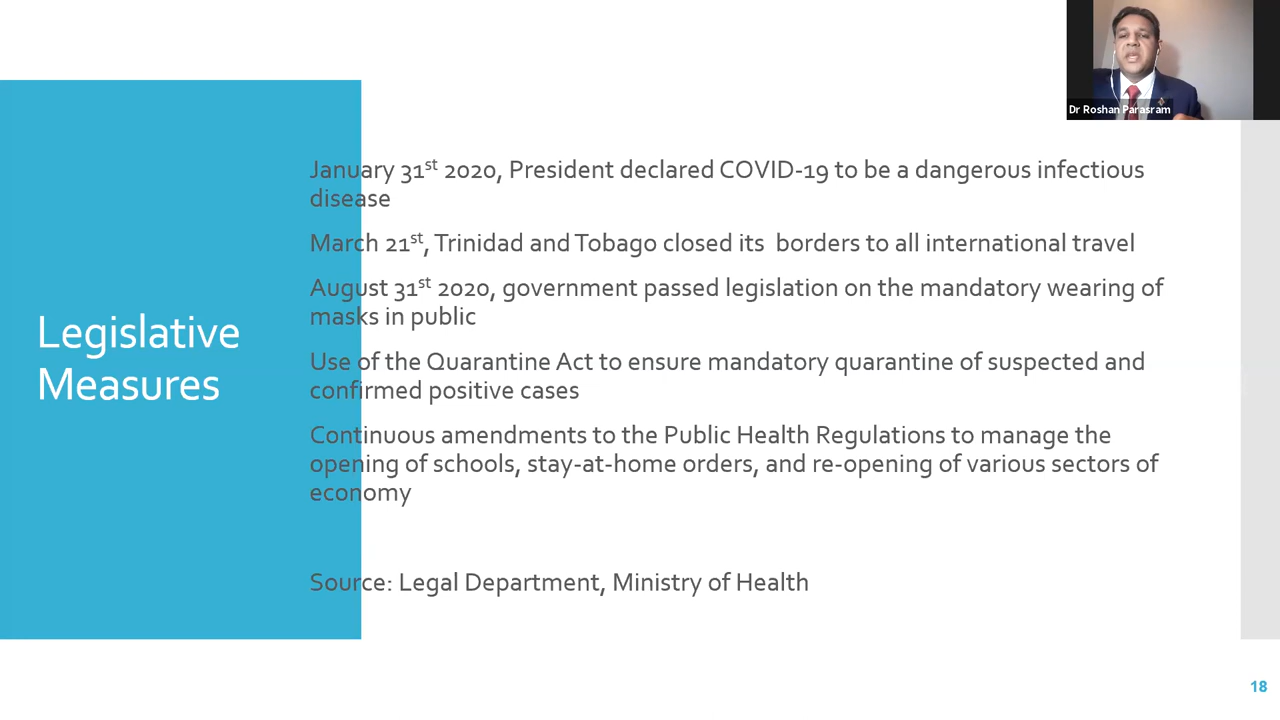 Dr Roshan Parasram
Legislative
Measures
January 31st 2020, President declared COVID-19 to be a dangerous infectious
disease
March 21st, Trinidad and Tobago closed its  borders to all international travel
August 31st 2020, government passed legislation on the mandatory wearing of
masks in public
Use of the Quarantine Act to ensure mandatory quarantine of suspected and
confirmed positive cases
Continuous amendments to the Public Health Regulations to manage the
opening of schools, stay-at-home orders, and re-opening of various sectors of
economy
Source: Legal Department, Ministry of Health
18